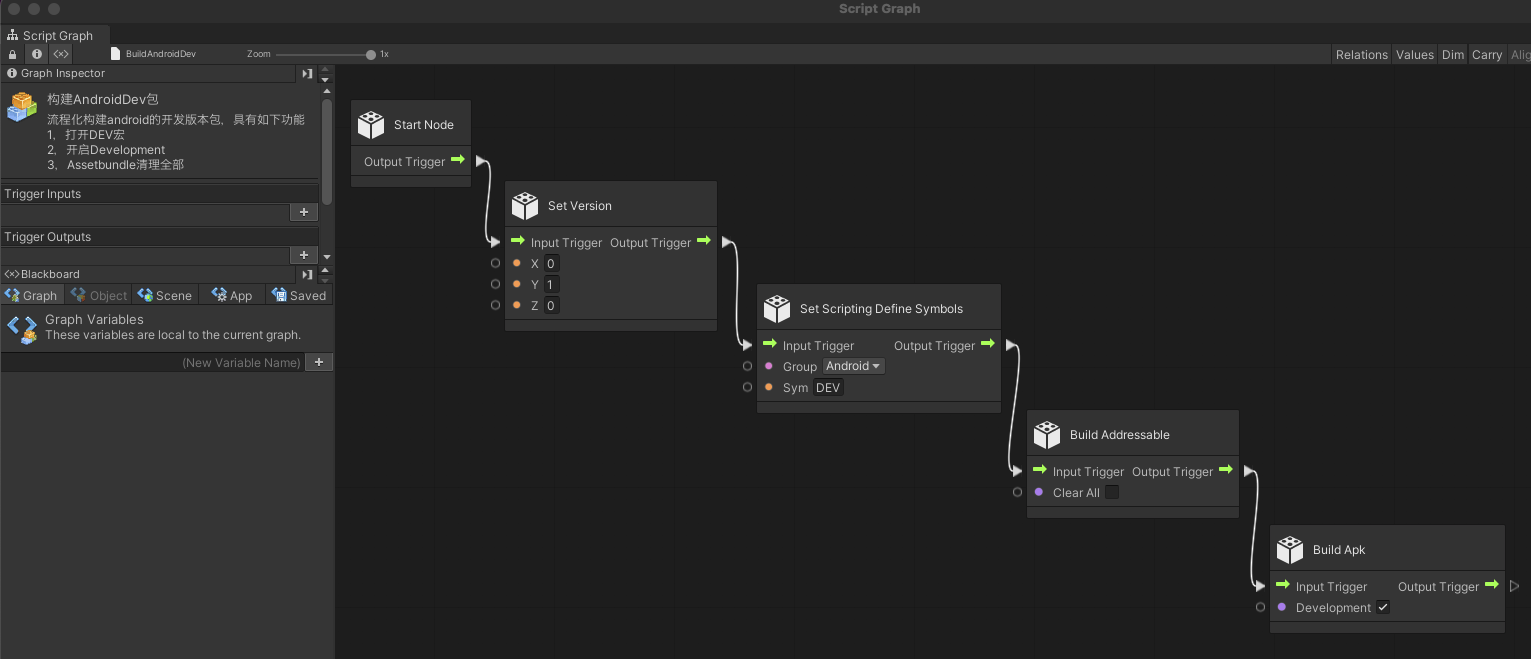 Script Graph
Script Graph
BuildAndroidDev
Zoom
1x
Relations Values Dim Carry Alig
Graph Inspector
构建AndroidDev包
流程化构建android的开发版本包，具有如下功能
1，打开DEV宏
2，开启Development
3，Assetbundle清理全部
Trigger Inputs
+
Trigger Outputs
+
Blackboard
Graph Object Scene App Saved
Graph Variables
These variables are local to the current graph.
(New Variable Name) +
Start Node
Output Trigger
Set Version
Input Trigger Output Trigger
X 0
Y 1
Z 0
Set Scripting Define Symbols
Input Trigger Output Trigger
Group Android
Sym DEV
Build Addressable
Input Trigger Output Trigger
Clear All
Build Apk
Input Trigger Output Trigger
Development